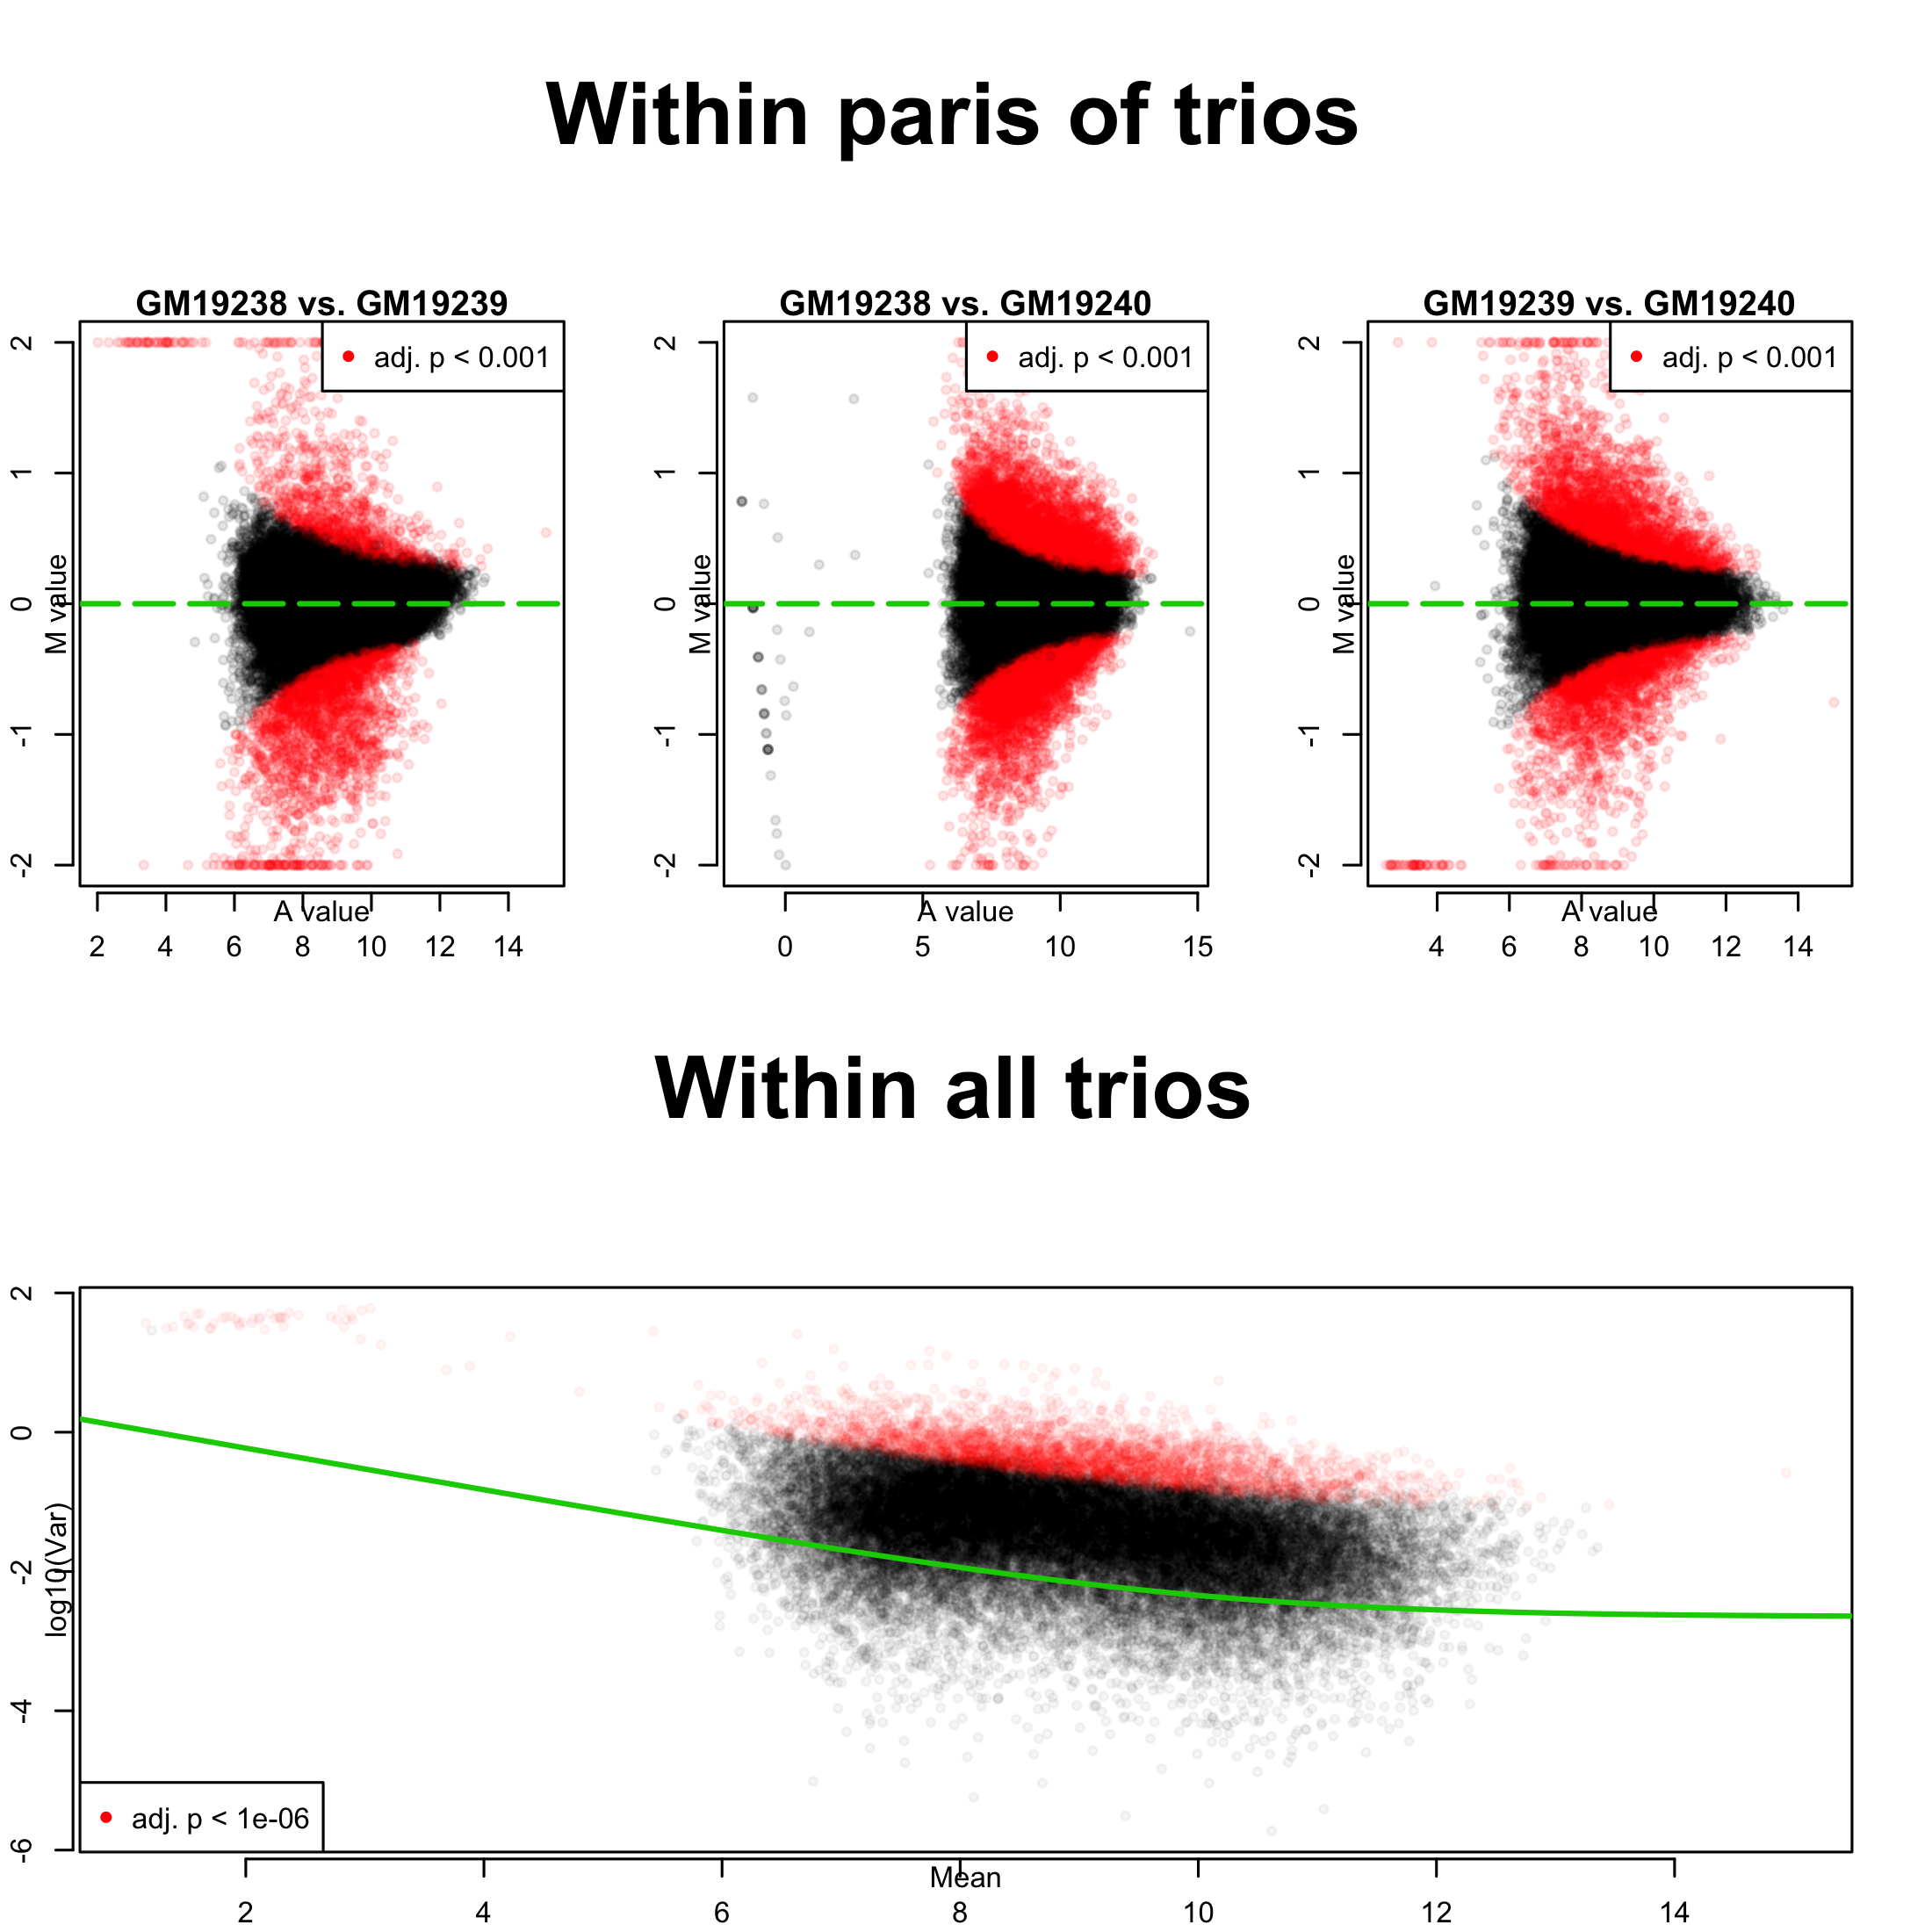 Within paris of trios
GM19238 vs. GM19239
adj. p < 0.001
M value
2
1
0
-1
-2
A value
2 4 6 8 10 12 14
GM19238 vs. GM19240
adj. p < 0.001
M value
2
1
0
-1
-2
A value
0 5 10 15
GM19239 vs. GM19240
adj. p < 0.001
M value
2
1
0
-1
-2
A value
4 6 8 10 12 14
Within all trios
log10(Var)
2
0
-2
-4
-6
adj. p < 1e-06
Mean
2 4 6 8 10 12 14